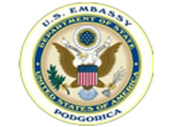 U.S. EMBASSY
DEPARTMENT OF STATE
UNITED STATES OF AMERICA
PODGORICA